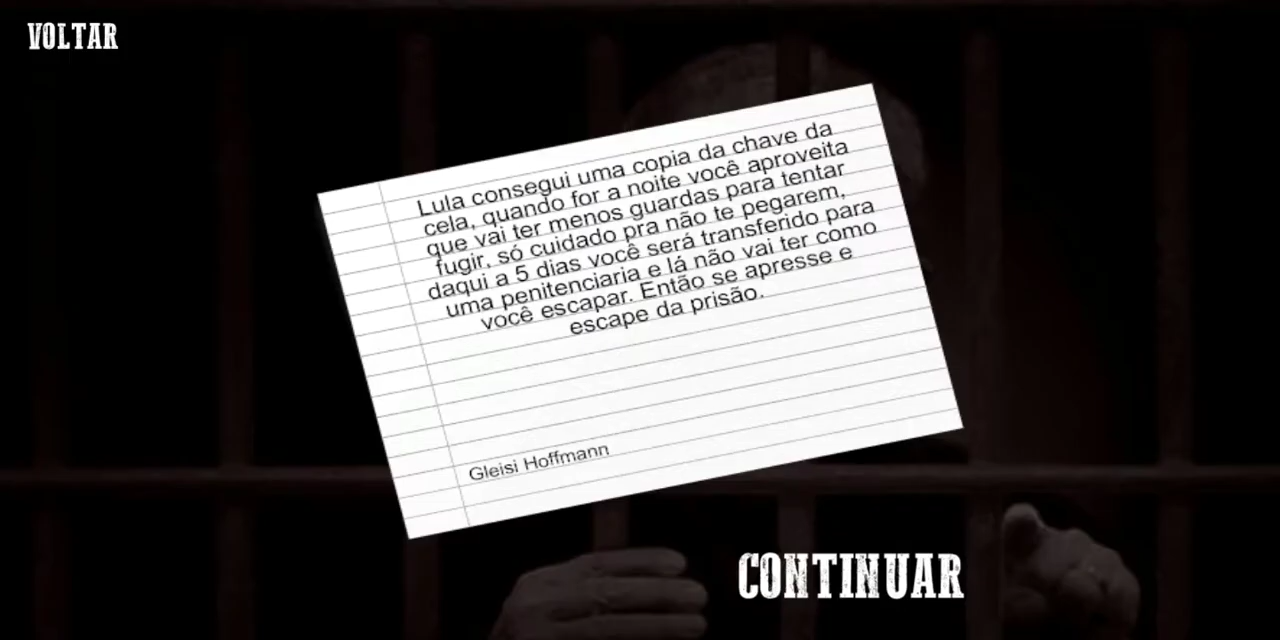 VOLTAR
Lula consegui uma copia da chave da
cela, quando for a noite você aproveita
que vai ter menos guardas para tentar
fugir, só cuidado pra não te pegarem,
daqui a 5 dias você será transferido para
uma penitenciaria e lá não vai ter como
você escapar. Então se apresse e
escape da prisão.
Gleisi Hoffmann
CONTINUAR